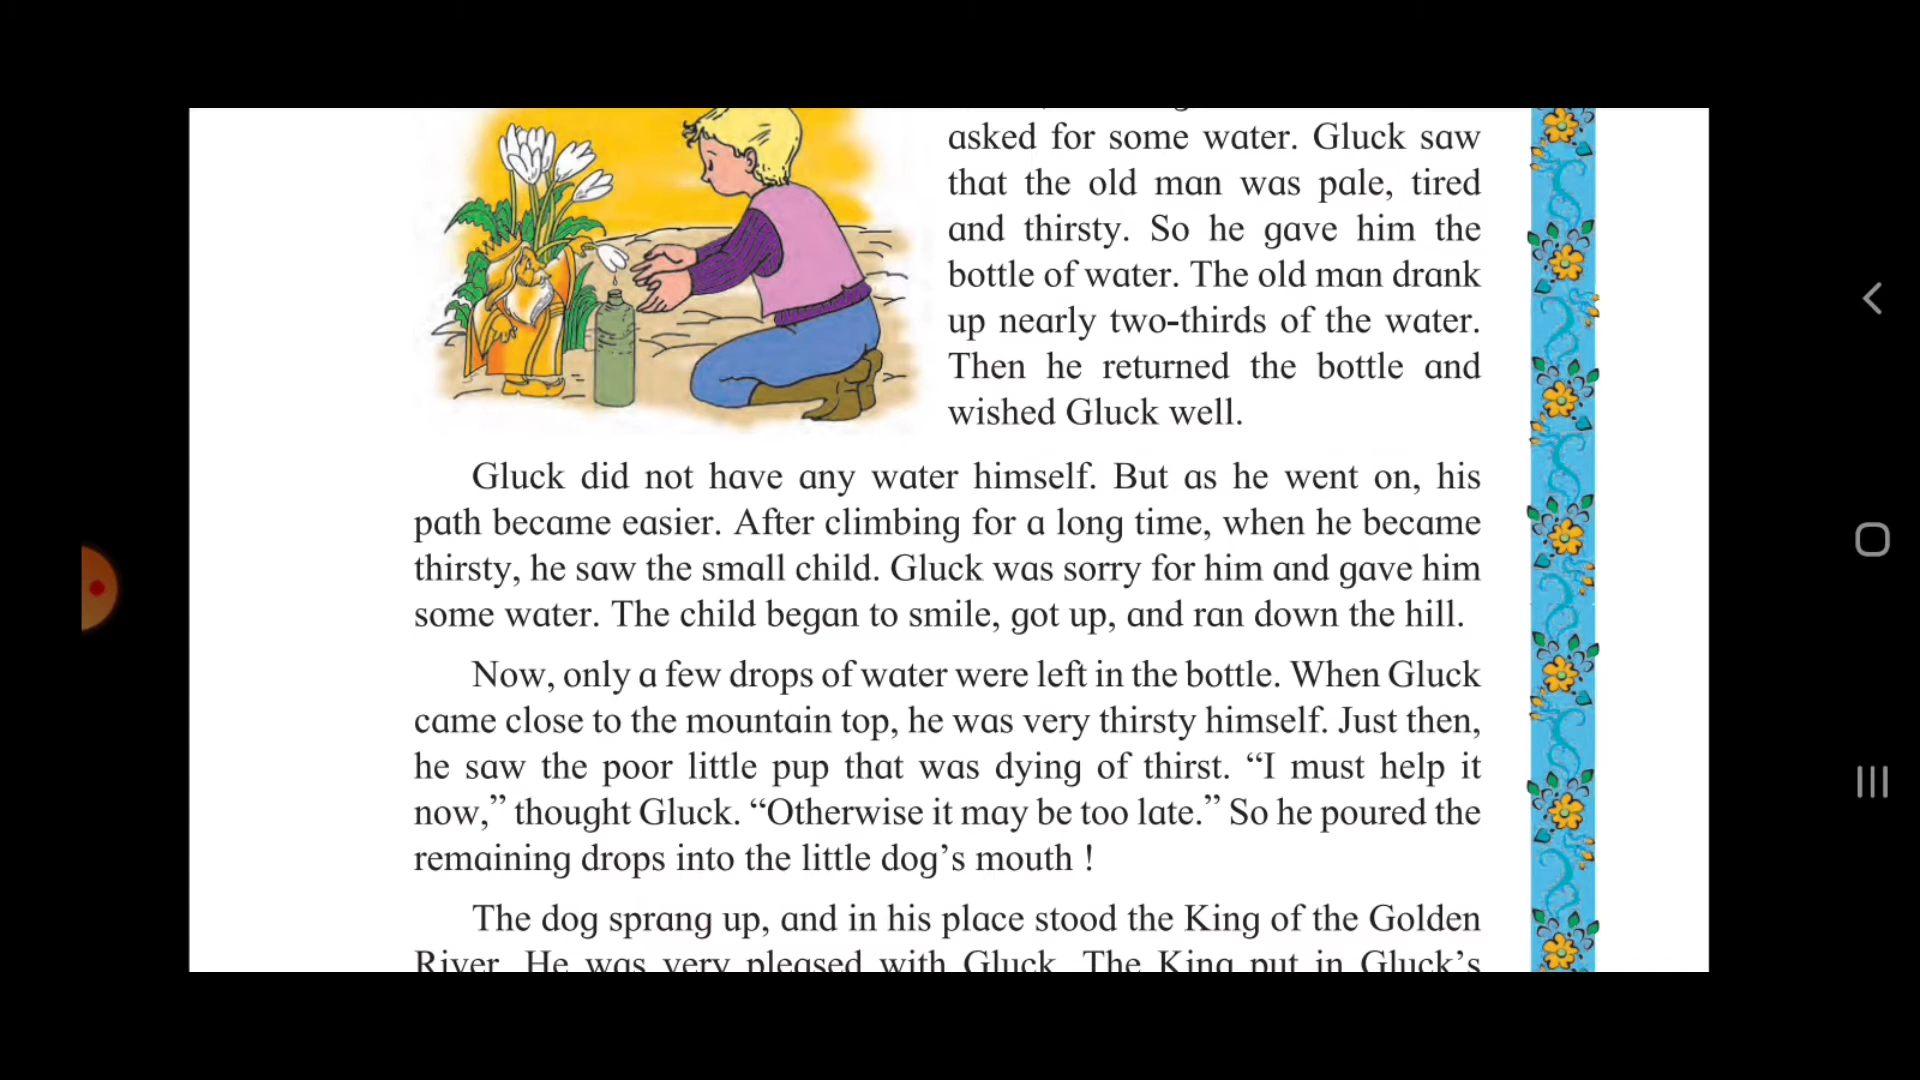 asked for some water. Gluck saw
that the old man was pale, tired
and thirsty. So he gave him the
bottle of water. The old man drank
up nearly two-thirds of the water.
Then he returned the bottle and
wished Gluck well.
Gluck did not have any water himself. But as he went on, his
path became easier. After climbing for a long time, when he became
thirsty, he saw the small child. Gluck was sorry for him and gave him
some water. The child began to smile, got up, and ran down the hill.
Now, only a few drops of water were left in the bottle. When Gluck
came close to the mountain top, he was very thirsty himself. Just then,
he saw the poor little pup that was dying of thirst. “I must help it
now,” thought Gluck. “Otherwise it may be too late.” So he poured the
remaining drops into the little dog’s mouth !
The dog sprang up, and in his place stood the King of the Golden
River. He was very pleased with Gluck. The King put in Gluck’s